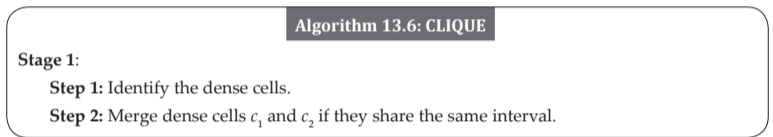 Algorithm 13.6: CLIQUE
Stage 1:
Step 1: Identify the dense cells.
Step 2: Merge dense cells c₁ and c₂ if they share the same interval.